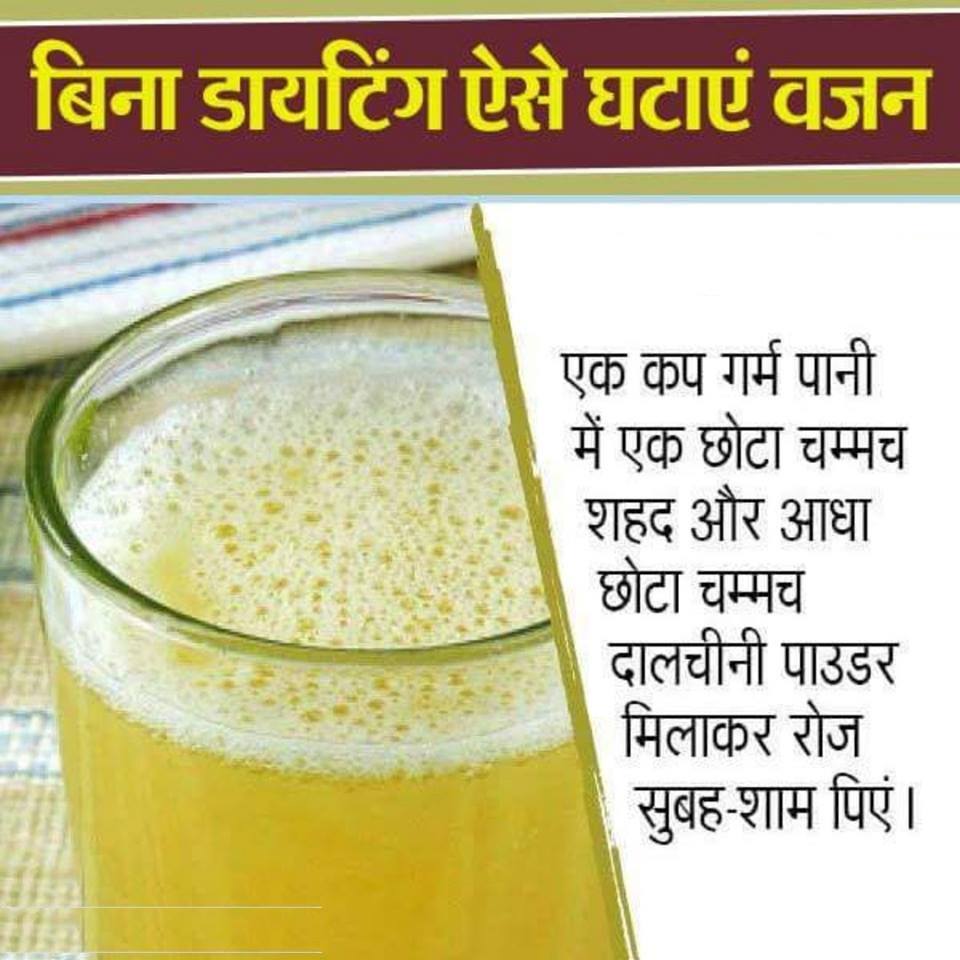 बिना डायटिंग ऐसे घटाएं वजन
एक कप गर्म पानी
में एक छोटा चम्मच
शहद और आधा
छोटा चम्मच
दालचीनी पाउडर
मिलाकर रोज
सुबह-शाम पिएं।